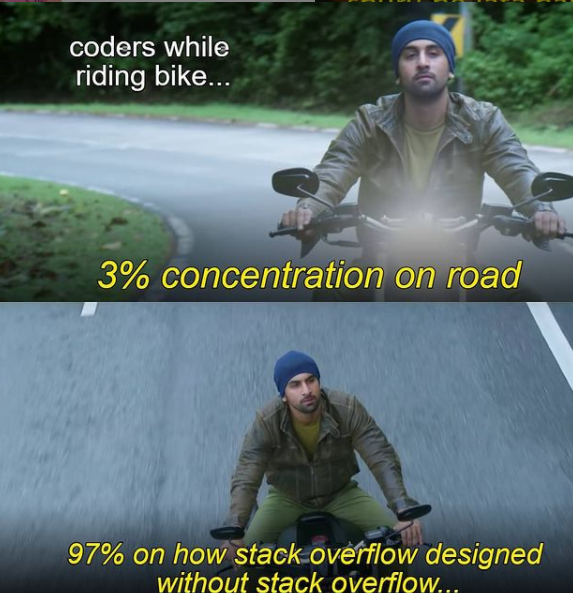 coders while
riding bike...
3% concentration on road
97% on how stack overflow designed
without stack overflow...